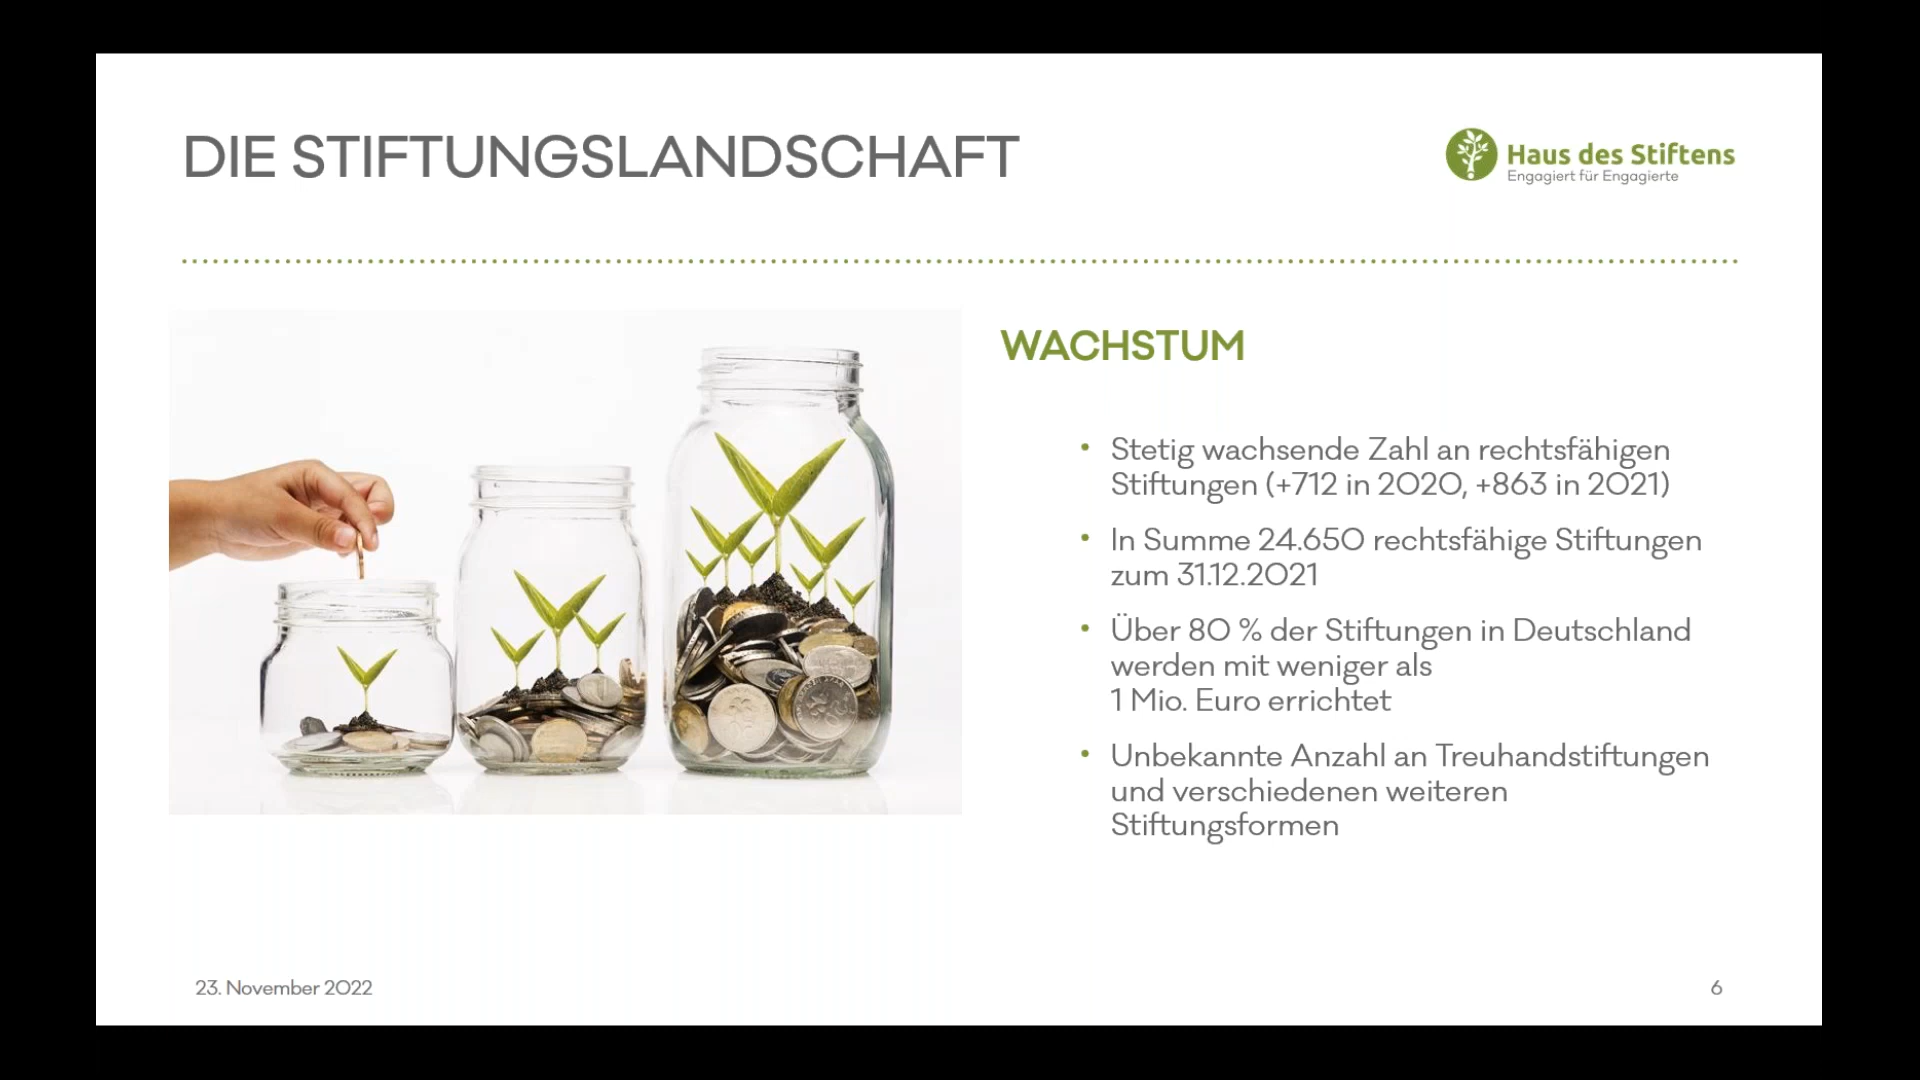 DIE STIFTUNGSLANDSCHAFT
Haus des Stiftens
Engagiert für Engagierte
WACHSTUM
• Stetig wachsende Zahl an rechtsfähigen
Stiftungen (+712 in 2020, +863 in 2021)
• In Summe 24.650 rechtsfähige Stiftungen
zum 31.12.2021
• Über 80 % der Stiftungen in Deutschland
werden mit weniger als
1 Mio. Euro errichtet
• Unbekannte Anzahl an Treuhandstiftungen
und verschiedenen weiteren
Stiftungsformen
23. November 2022
6